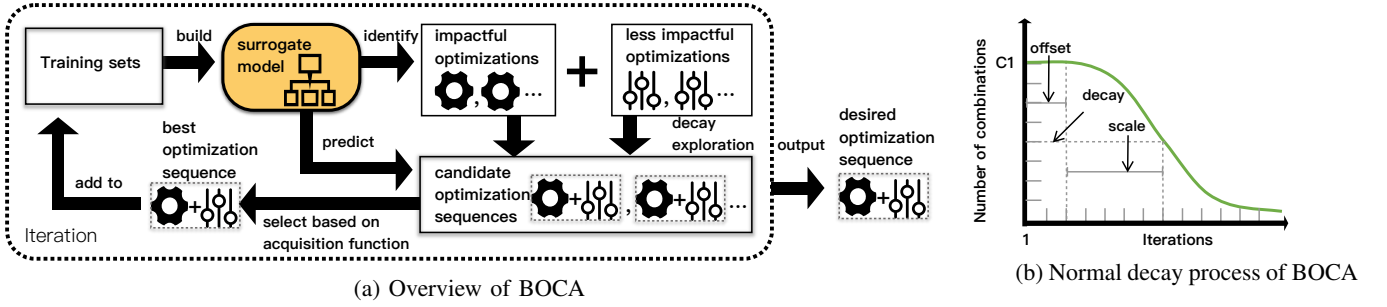 Training sets
build
surrogate
model
identify
impactful
optimizations
, ...
+
less impactful
optimizations
, ...
decay
exploration
predict
candidate
optimization
sequences
+ , + ...
select based on
acquisition function
best
optimization
sequence
+
add to
Iteration
output
desired
optimization
sequence
+
(a) Overview of BOCA
Number of combinations
C1
offset
decay
scale
1
Iterations
(b) Normal decay process of BOCA